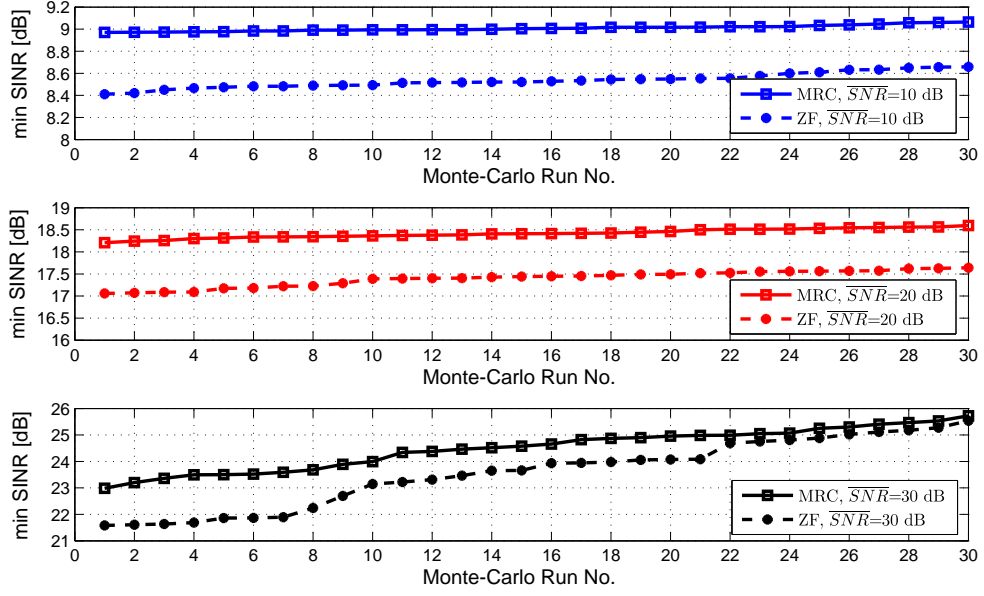 min SINR [dB]
9.2
9
8.8
8.6
8.4
8.2
8
0 2 4 6 8 10 12 14 16 18 20 22 24 26 28 30
Monte-Carlo Run No.
MRC, SNR=10 dB
ZF, SNR=10 dB
min SINR [dB]
19
18.5
18
17.5
17
16.5
16
0 2 4 6 8 10 12 14 16 18 20 22 24 26 28 30
Monte-Carlo Run No.
MRC, SNR=20 dB
ZF, SNR=20 dB
min SINR [dB]
26
25
24
23
22
21
0 2 4 6 8 10 12 14 16 18 20 22 24 26 28 30
Monte-Carlo Run No.
MRC, SNR=30 dB
ZF, SNR=30 dB